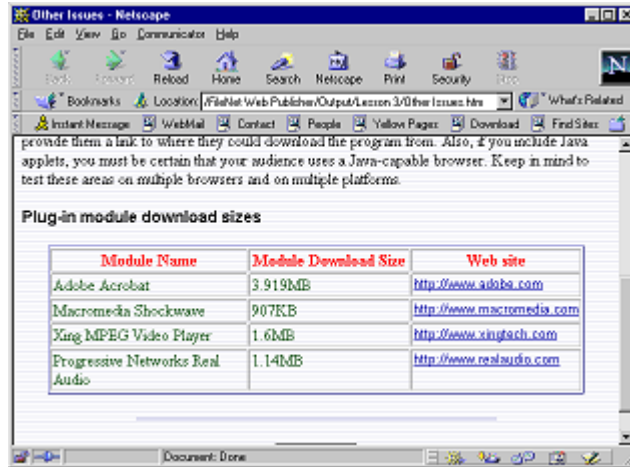 Other Issues - Netscape
File Edit View Go Communicator Help
Back Forward Reload Home Search Netscape Print Security Stop
N
Bookmarks Location: /FileNet Web Publisher/Output/Lesson 3/Other Issues.htm What's Related
Instant Message WebMail Contact People Yellow Pages Download Find Sites
provide them a link to where they could download the program from. Also, if you include Java
applets, you must be certain that your audience uses a Java-capable browser. Keep in mind to
test these areas on multiple browsers and on multiple platforms.
Plug-in module download sizes
Module Name Module Download Size Web site
Adobe Acrobat 3.919MB http://www.adobe.com
Macromedia Shockwave 907KB http://www.macromedia.com
Xing MPEG Video Player 1.6MB http://www.xingtech.com
Progressive Networks Real 1.14MB http://www.realaudio.com
Audio
Document: Done